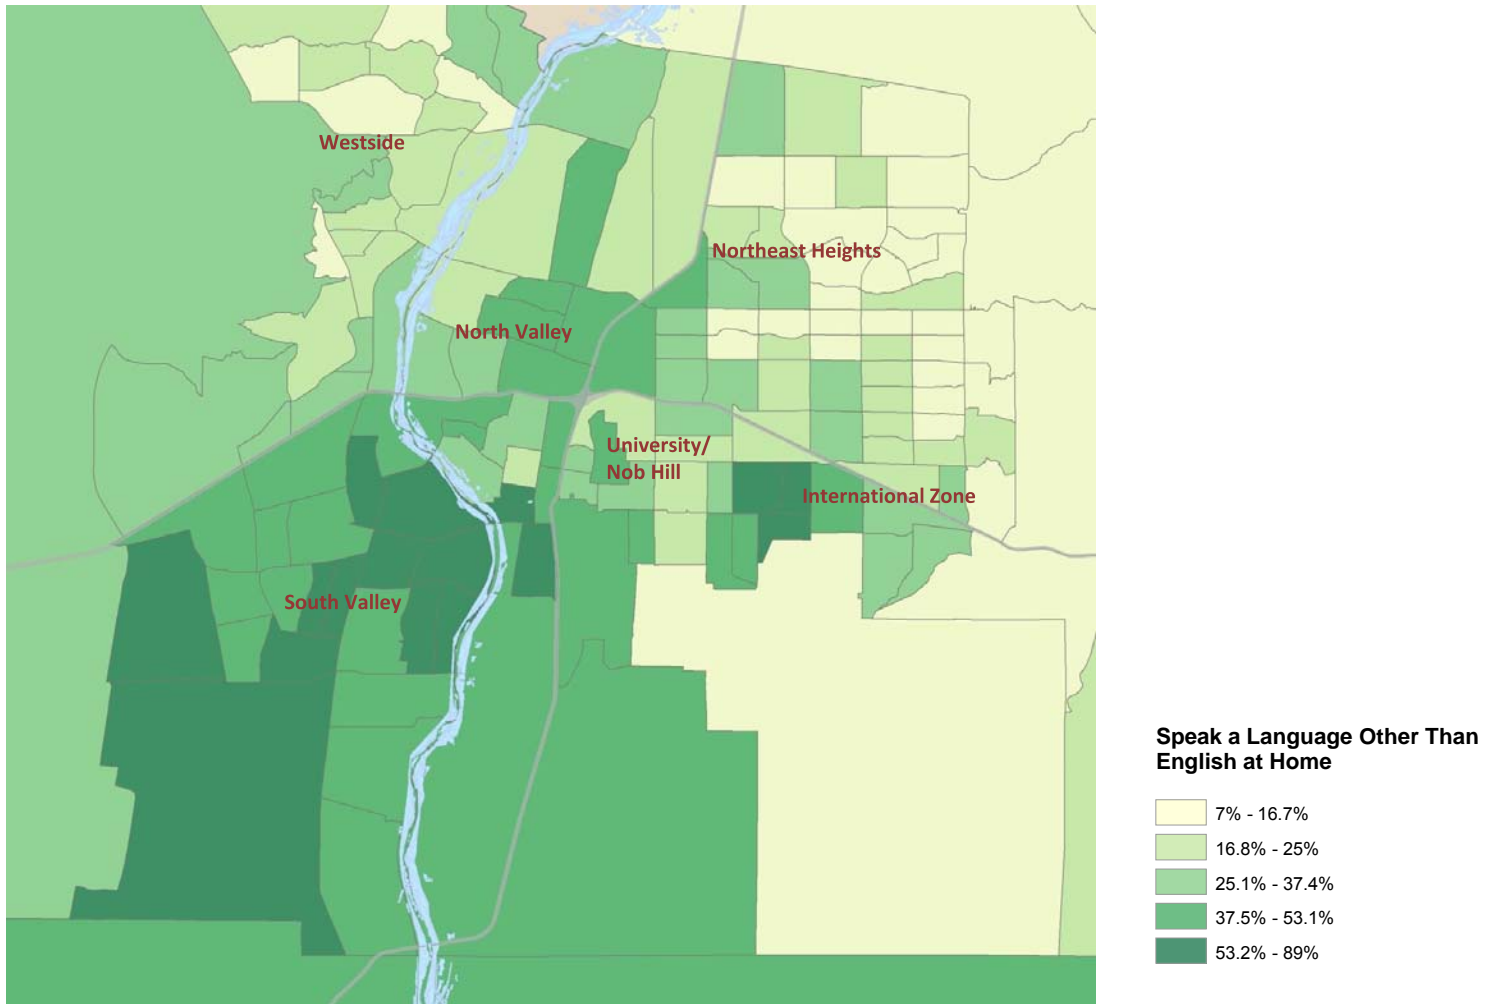 Westside
Northeast Heights
North Valley
University/
Nob Hill
International Zone
South Valley
Speak a Language Other Than
English at Home
7% - 16.7%
16.8% - 25%
25.1% - 37.4%
37.5% - 53.1%
53.2% - 89%